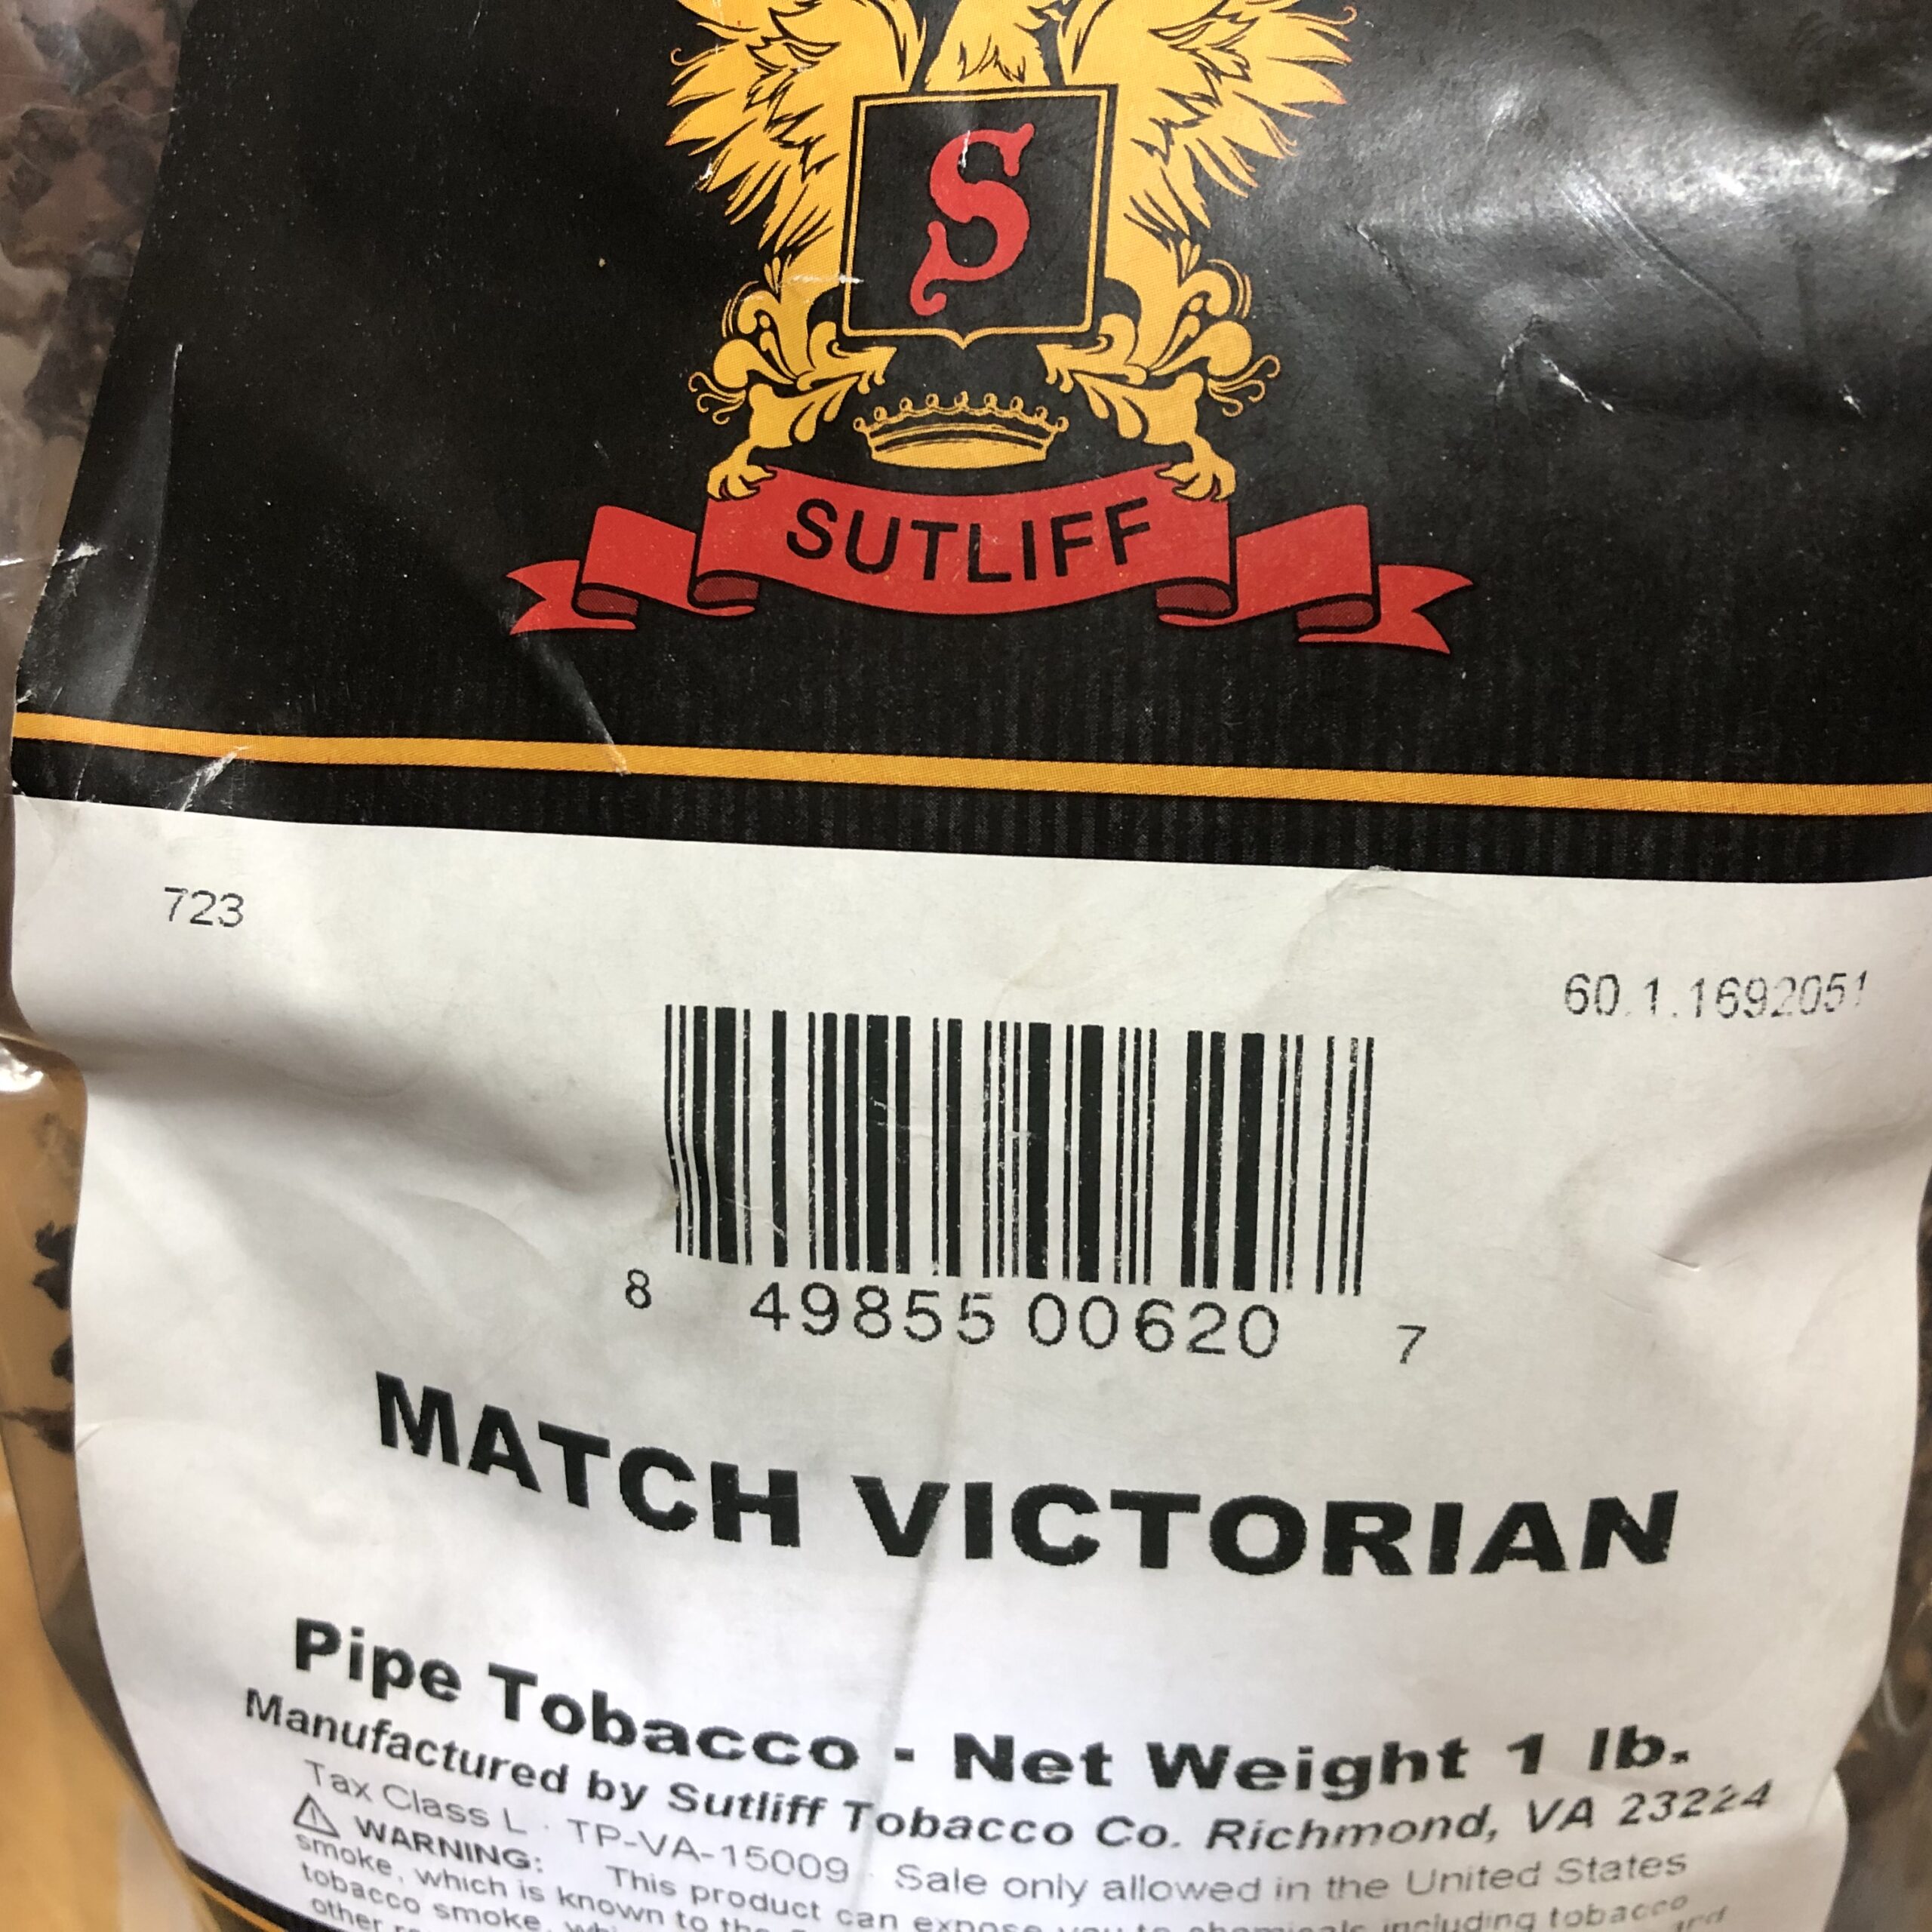 S
SUTLIFF
723
60.1.1692051
8 49855 00620 7
MATCH VICTORIAN
Pipe Tobacco - Net Weight 1 lb.
Manufactured by Sutliff Tobacco Co. Richmond, VA 23224
Tax Class L · TP-VA-15009 · Sale only allowed in the United States
⚠ WARNING: This product can expose you to chemicals including tobacco
smoke, which is known to the
tobacco smoke,
other